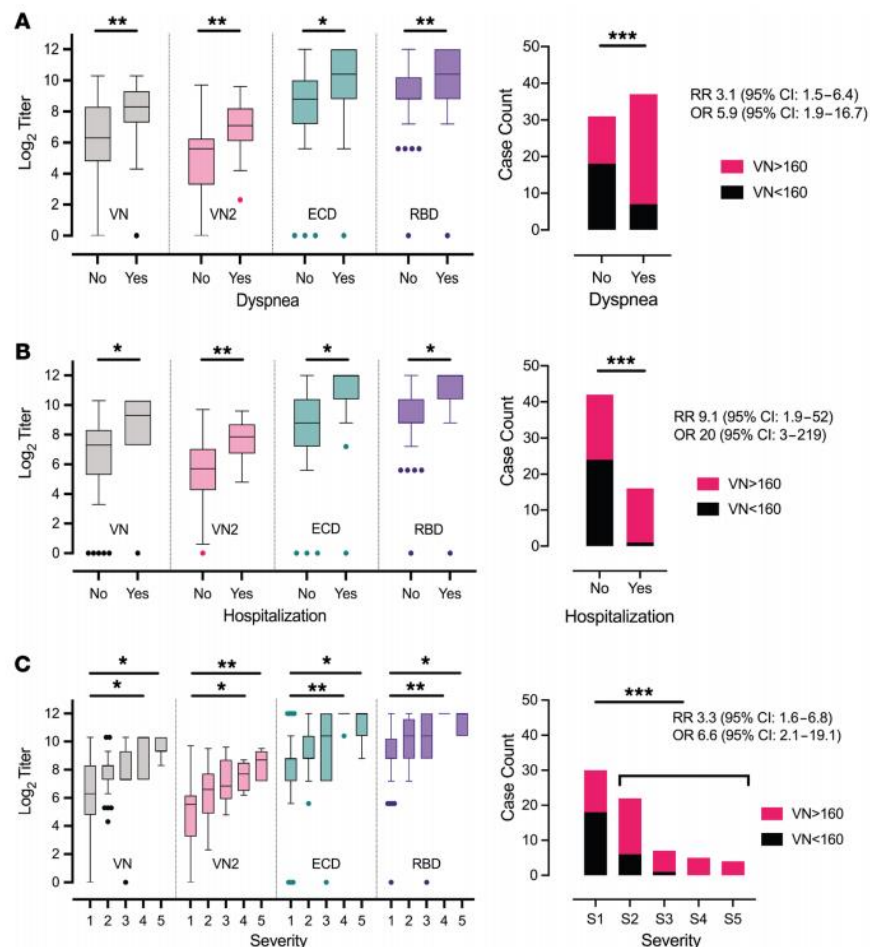 A
** ** * **
Log2 Titer
12
10
8
6
4
2
0
VN VN2 ECD RBD
No Yes No Yes No Yes No Yes
Dyspnea
***
Case Count
50
40
30
20
10
0
No Yes
Dyspnea
RR 3.1 (95% CI: 1.5–6.4)
OR 5.9 (95% CI: 1.9–16.7)
VN>160
VN<160
B
* ** * *
Log2 Titer
12
10
8
6
4
2
0
VN VN2 ECD RBD
No Yes No Yes No Yes No Yes
Hospitalization
***
Case Count
50
40
30
20
10
0
No Yes
Hospitalization
RR 9.1 (95% CI: 1.9–52)
OR 20 (95% CI: 3–219)
VN>160
VN<160
C
* ** * *
* * ** **
Log2 Titer
12
10
8
6
4
2
0
VN VN2 ECD RBD
1 2 3 4 5 1 2 3 4 5 1 2 3 4 5 1 2 3 4 5
Severity
***
Case Count
50
40
30
20
10
0
S1 S2 S3 S4 S5
Severity
RR 3.3 (95% CI: 1.6–6.8)
OR 6.6 (95% CI: 2.1–19.1)
VN>160
VN<160